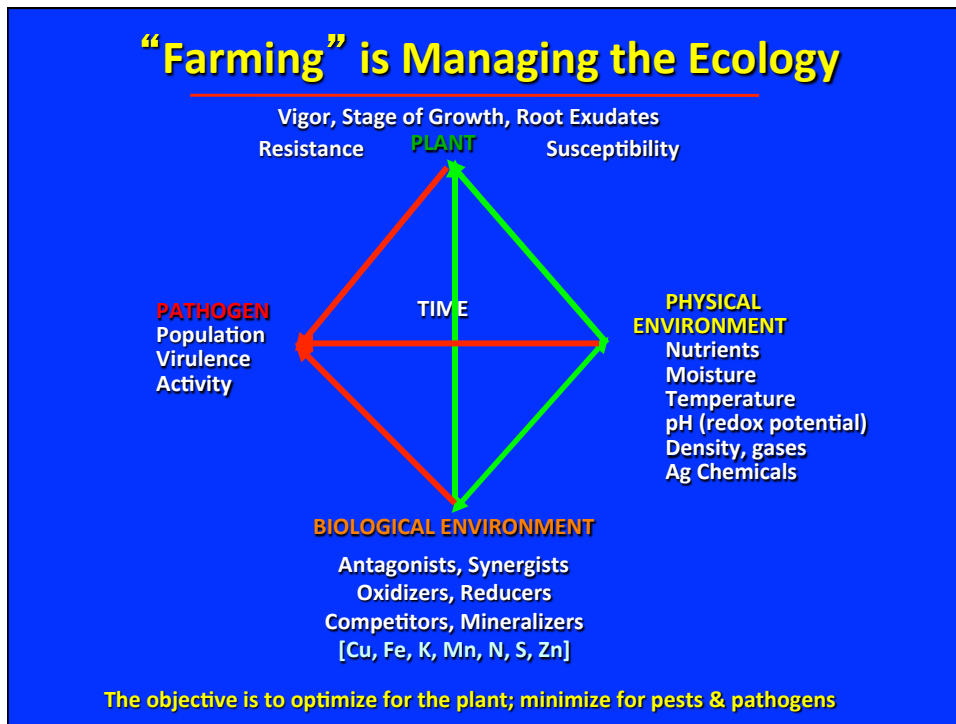 “Farming” is Managing the Ecology
Vigor, Stage of Growth, Root Exudates
Resistance PLANT Susceptibility
TIME
PATHOGEN
Population
Virulence
Activity
PHYSICAL
ENVIRONMENT
Nutrients
Moisture
Temperature
pH (redox potential)
Density, gases
Ag Chemicals
BIOLOGICAL ENVIRONMENT
Antagonists, Synergists
Oxidizers, Reducers
Competitors, Mineralizers
[Cu, Fe, K, Mn, N, S, Zn]
The objective is to optimize for the plant; minimize for pests & pathogens